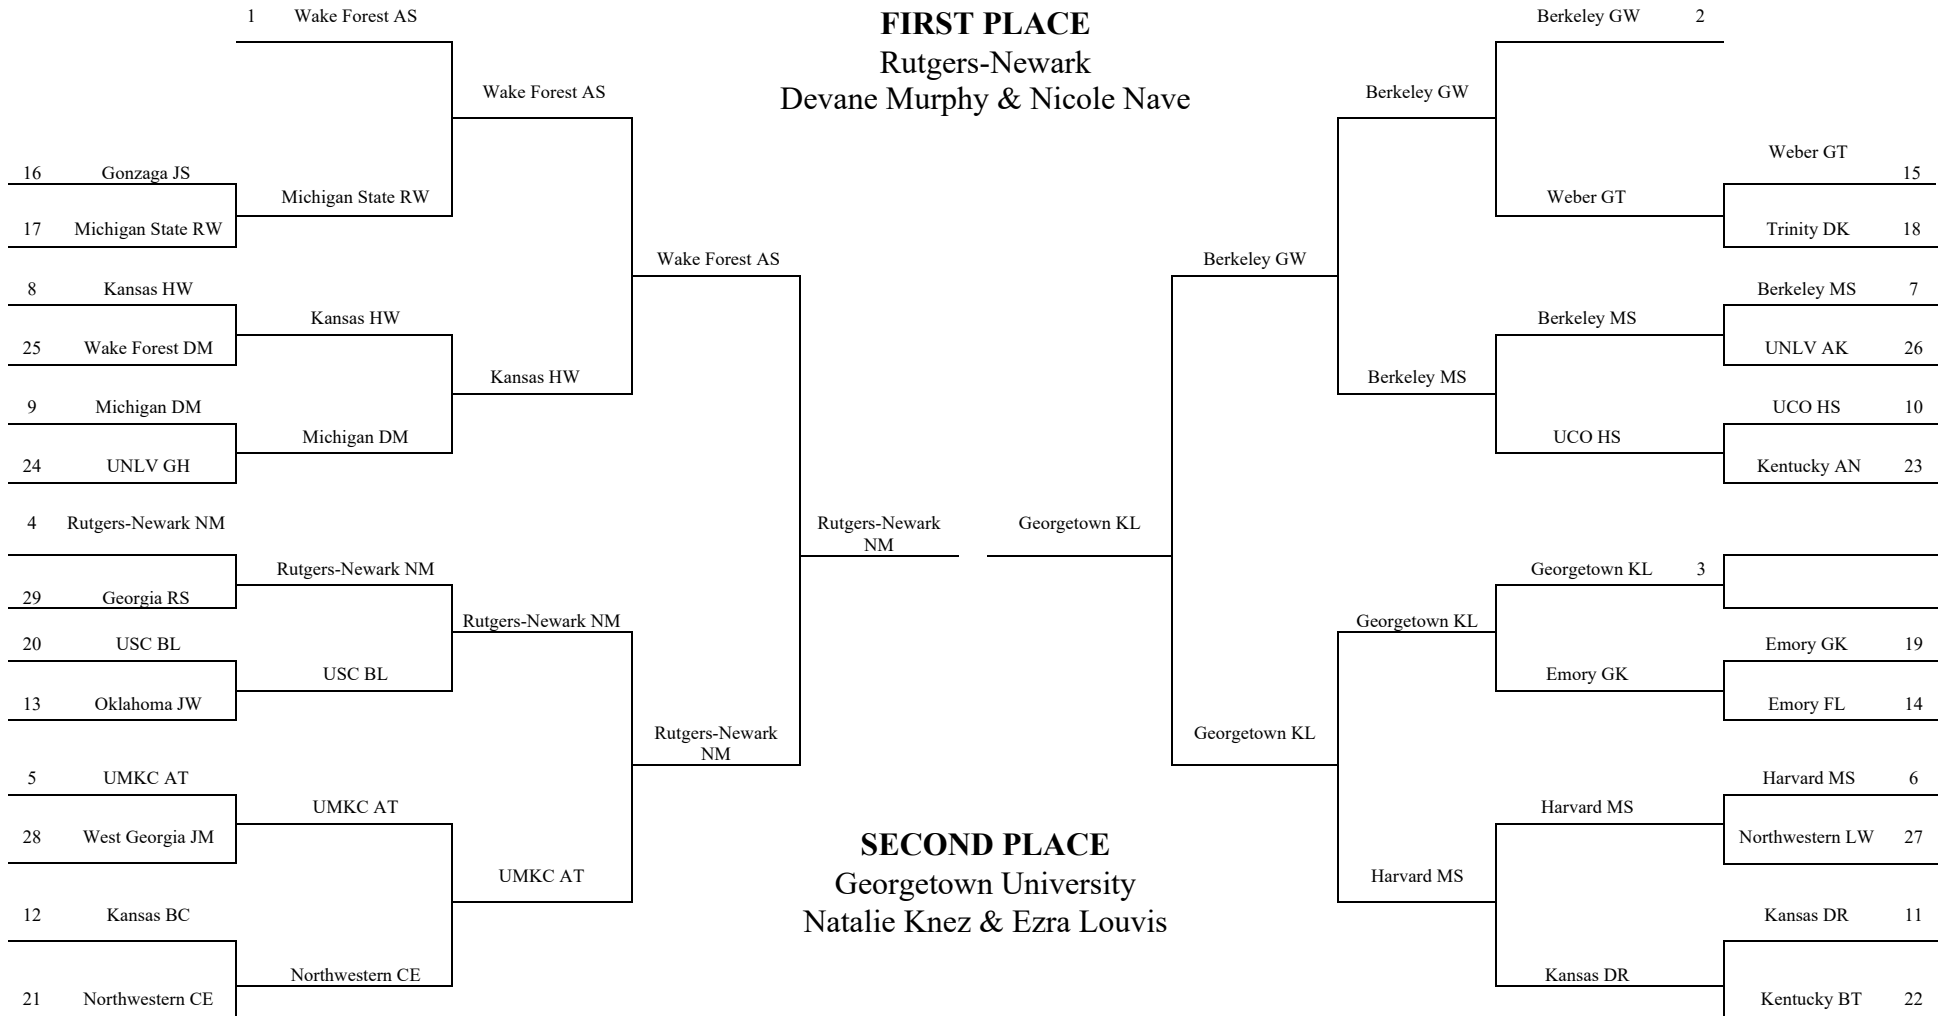 1 Wake Forest AS
FIRST PLACE
Rutgers-Newark
Devane Murphy & Nicole Nave
Berkeley GW 2
Wake Forest AS
Berkeley GW
16 Gonzaga JS
Michigan State RW
17 Michigan State RW
Weber GT
15
Weber GT
Trinity DK 18
Wake Forest AS
Berkeley GW
8 Kansas HW
Kansas HW
25 Wake Forest DM
Berkeley MS 7
Berkeley MS
UNLV AK 26
Kansas HW
Berkeley MS
9 Michigan DM
Michigan DM
24 UNLV GH
UCO HS 10
UCO HS
Kentucky AN 23
4 Rutgers-Newark NM
Rutgers-Newark
NM
Georgetown KL
Rutgers-Newark NM
29 Georgia RS
Georgetown KL 3
Rutgers-Newark NM
Georgetown KL
20 USC BL
USC BL
13 Oklahoma JW
Emory GK 19
Emory GK
Emory FL 14
Rutgers-Newark
NM
Georgetown KL
5 UMKC AT
UMKC AT
28 West Georgia JM
Harvard MS 6
Harvard MS
Northwestern LW 27
UMKC AT
SECOND PLACE
Georgetown University
Natalie Knez & Ezra Louvis
Harvard MS
12 Kansas BC
Northwestern CE
21 Northwestern CE
Kansas DR 11
Kansas DR
Kentucky BT 22